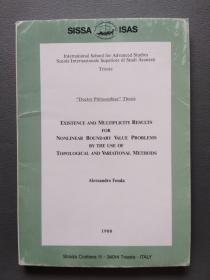 SISSA ISAS
International School for Advanced Studies
Scuola Internazionale Superiore di Studi Avanzati
Trieste
"Doctor Philosophiae" Thesis
EXISTENCE AND MULTIPLICITY RESULTS
FOR
NONLINEAR BOUNDARY VALUE PROBLEMS
BY THE USE OF
TOPOLOGICAL AND VARIATIONAL METHODS
Alessandro Fonda
1988
Strada Costiera 11 - 34014 Trieste - ITALY